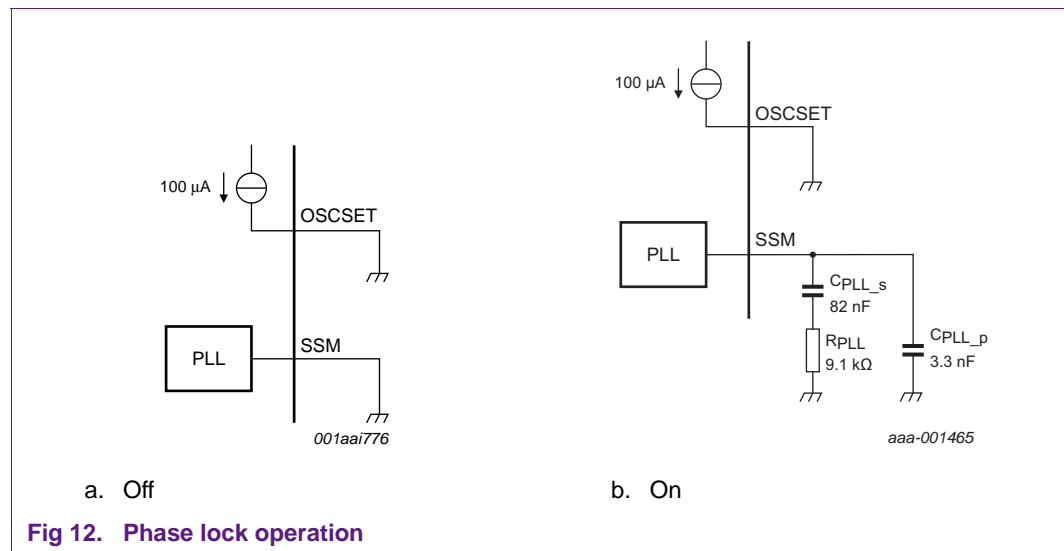 100 μA
OSCSET
PLL
SSM
001aai776
a. Off
100 μA
OSCSET
PLL
SSM
CPLL_s
82 nF
RPLL
9.1 kΩ
CPLL_p
3.3 nF
aaa-001465
b. On
Fig 12. Phase lock operation